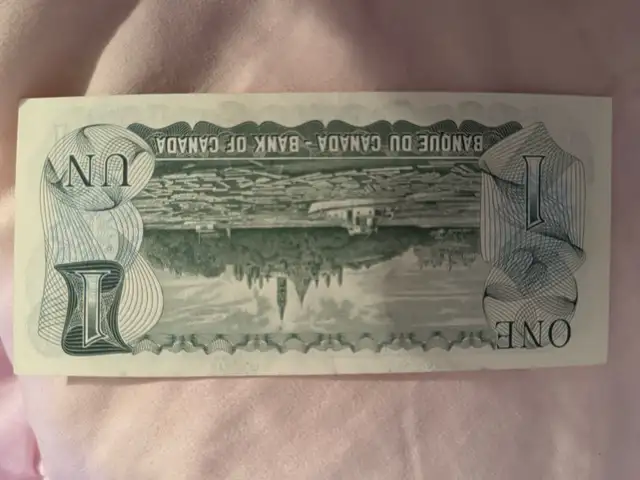 ONE
1
1
UN
BANQUE DU CANADA - BANK OF CANADA